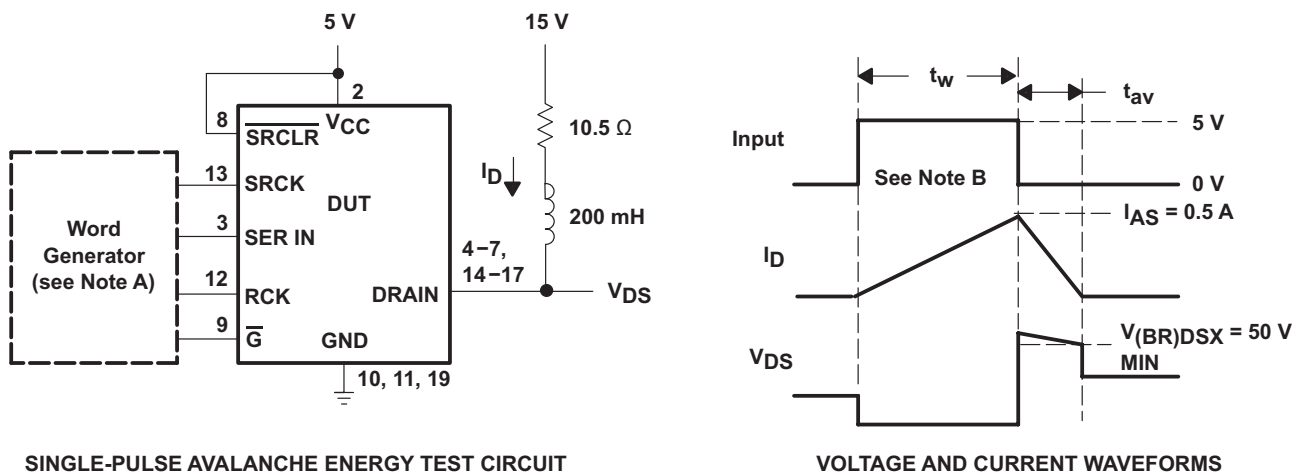 5 V
15 V
2
8
SRCLR
VCC
10.5 Ω
13
SRCK
ID
DUT
200 mH
Word
Generator
(see Note A)
3
SER IN
4−7,
14−17
12
RCK
DRAIN
VDS
9
G
GND
10, 11, 19
SINGLE-PULSE AVALANCHE ENERGY TEST CIRCUIT
tw
tav
Input
5 V
See Note B
0 V
IAS = 0.5 A
ID
V(BR)DSX = 50 V
MIN
VDS
VOLTAGE AND CURRENT WAVEFORMS